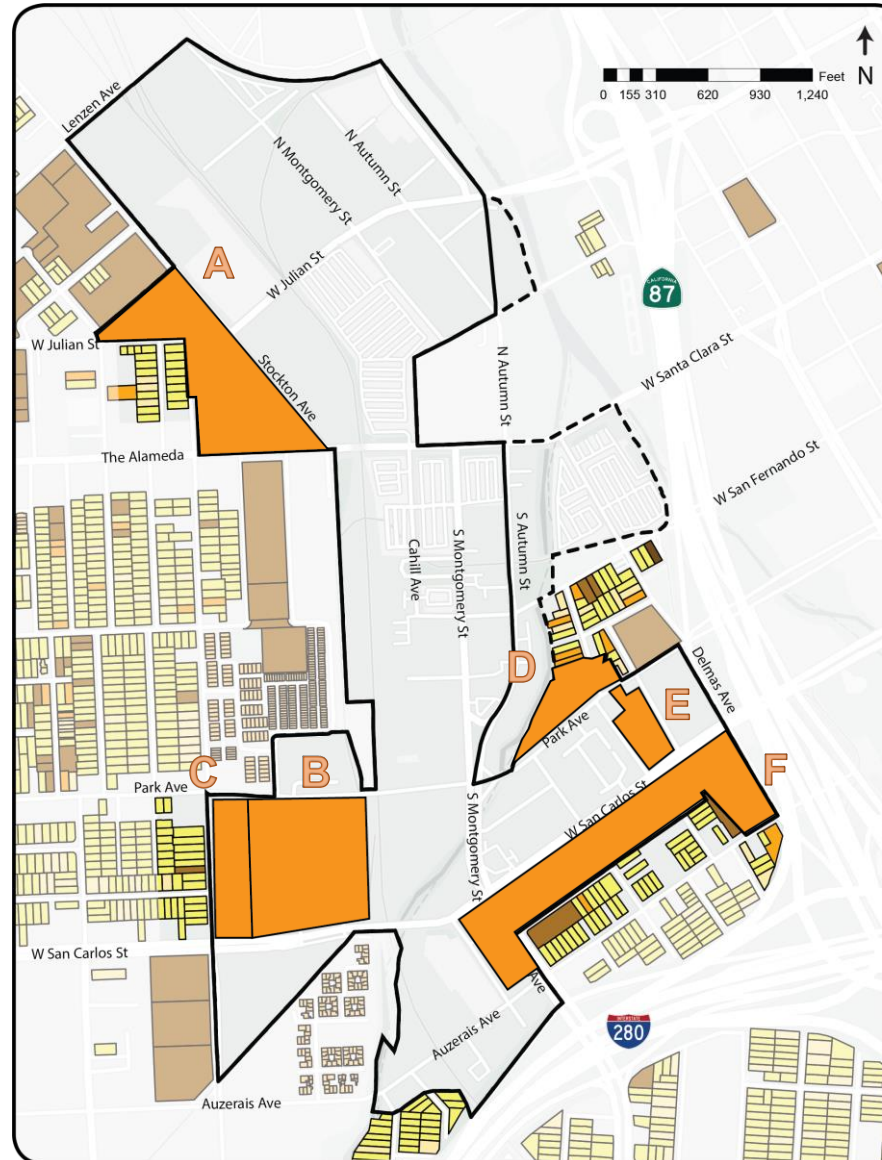 Feet
N
0 155 310 620 930 1,240
Lenzen Ave
N Montgomery St
N Autumn St
A
W Julian St
CALIFORNIA
87
W Julian St
Stockton Ave
W Santa Clara St
N Autumn St
The Alameda
W San Fernando St
Cahill Ave
S Montgomery St
S Autumn St
D
Delmas Ave
E
Park Ave
C
B
Park Ave
F
S Montgomery St
W San Carlos St
W San Carlos St
Ave
Auzerais Ave
INTERSTATE
280
Auzerais Ave